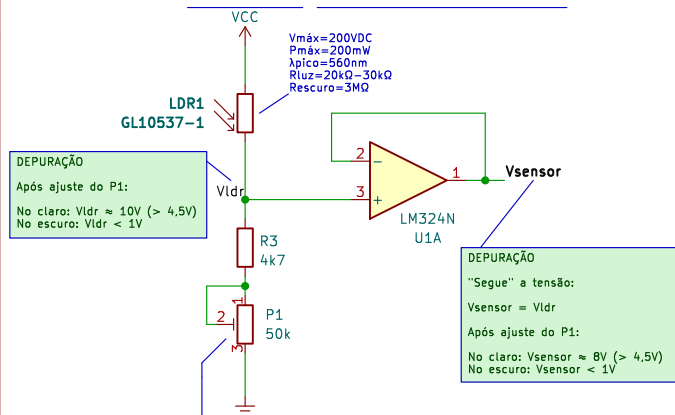 VCC
Vmáx=200VDC
Pmáx=200mW
λpico=560nm
Rluz=20kΩ-30kΩ
Rescuro=3MΩ
LDR1
GL10537-1
DEPURAÇÃO
Após ajuste do P1:
No claro: Vldr ≈ 10V (> 4,5V)
No escuro: Vldr < 1V
Vldr
2
−
1
3
+
Vsensor
LM324N
U1A
R3
4k7
1
2
3
P1
50k
DEPURAÇÃO
"Segue" a tensão:
Vsensor = Vldr
Após ajuste do P1:
No claro: Vsensor ≈ 8V (> 4,5V)
No escuro: Vsensor < 1V